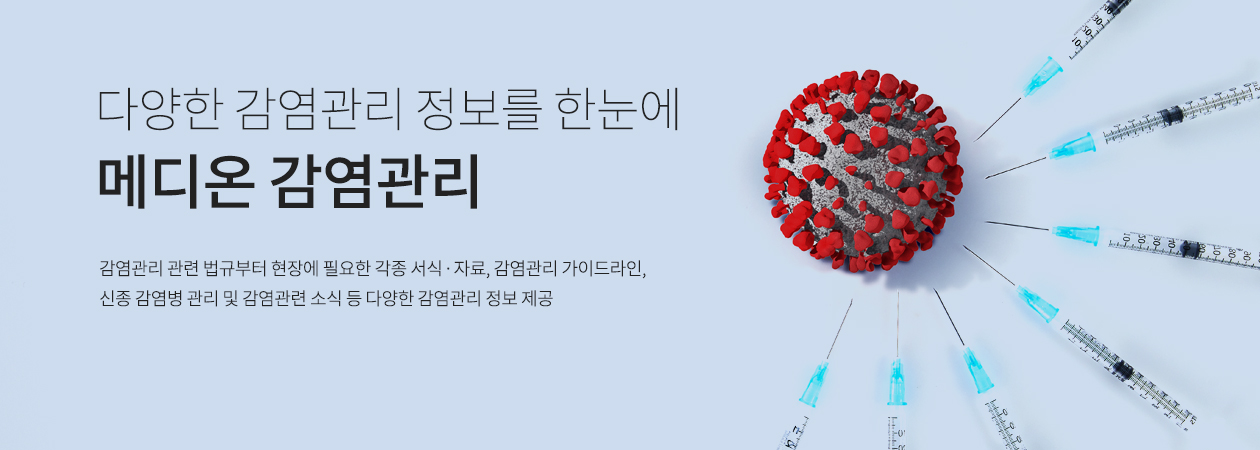 다양한 감염관리 정보를 한눈에
메디온 감염관리
감염관리 관련 법규부터 현장에 필요한 각종 서식 · 자료, 감염관리 가이드라인,
신종 감염병 관리 및 감염관련 소식 등 다양한 감염관리 정보 제공